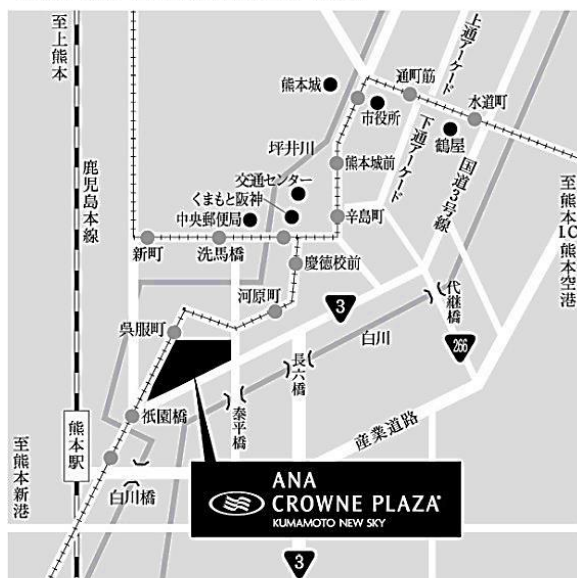 至上熊本
鹿児島本線
熊本城
市役所
通町筋
上通アーケード
水道町
鶴屋
下通アーケード
国道3号線
坪井川
熊本城前
交通センター
くまもと阪神
中央郵便局
辛島町
至熊本I.C
熊本空港
新町
洗馬橋
慶徳校前
河原町
3
代継橋
呉服町
白川
266
長六橋
祇園橋
泰平橋
産業道路
熊本駅
至熊本新港
白川橋
ANA
CROWNE PLAZA®
KUMAMOTO NEW SKY
3